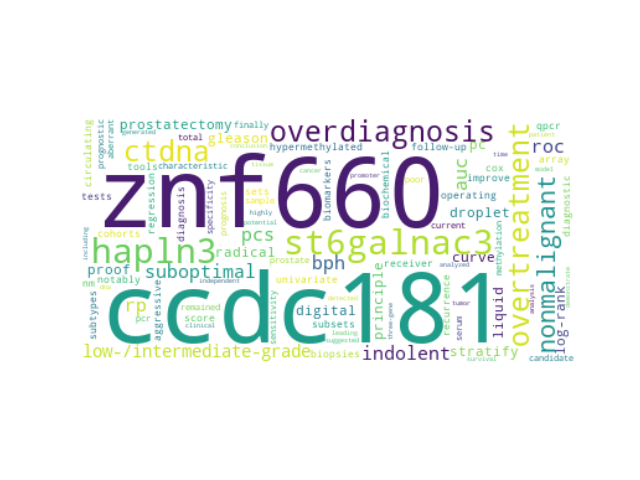 prostatectomy
finally
overdiagnosis
qpcr
circulating
prognostic
aberrant
generated
total
gleason
hypermethylated
follow-up
pc
roc
patient
conclusion
ctdna
tools
characteristic
tissue
auc
cox
time
array
model
tests
znf660
regression
diagnosis
specificity
prognosis
sets
sample
highly
potential
cancer
biomarkers
promoter
biochemical
poor
analyzed
improve
operating
current
droplet
overtreatment
diagnostic
nonmalignant
cohorts
notably
pcs
st6galnac3
hapln3
radical
proof
suboptimal
bph
receiver
curve
methylation
including
independent
prostate
univariate
principle
log-rank
nm
subtypes
dna
rp
pcr
aggressive
remained
score
clinical
ccdc181
sensitivity
digital
subsets
detected
leading
suggested
three-gene
recurrence
tumor
serum
liquid
analysis
demonstrate
low-/intermediate-grade
biopsies
indolent
stratify
survival
candidate